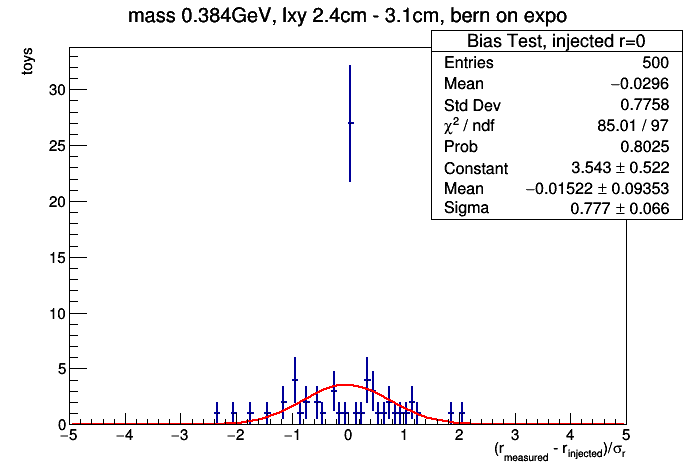 mass 0.384GeV, lxy 2.4cm - 3.1cm, bern on expo
toys
Bias Test, injected r=0
Entries 500
Mean −0.0296
Std Dev 0.7758
χ² / ndf 85.01 / 97
Prob 0.8025
Constant 3.543 ± 0.522
Mean −0.01522 ± 0.09353
Sigma 0.777 ± 0.066
30
25
20
15
10
5
0
−5 −4 −3 −2 −1 0 1 2 3 4 5
(r_measured - r_injected)/σ_r